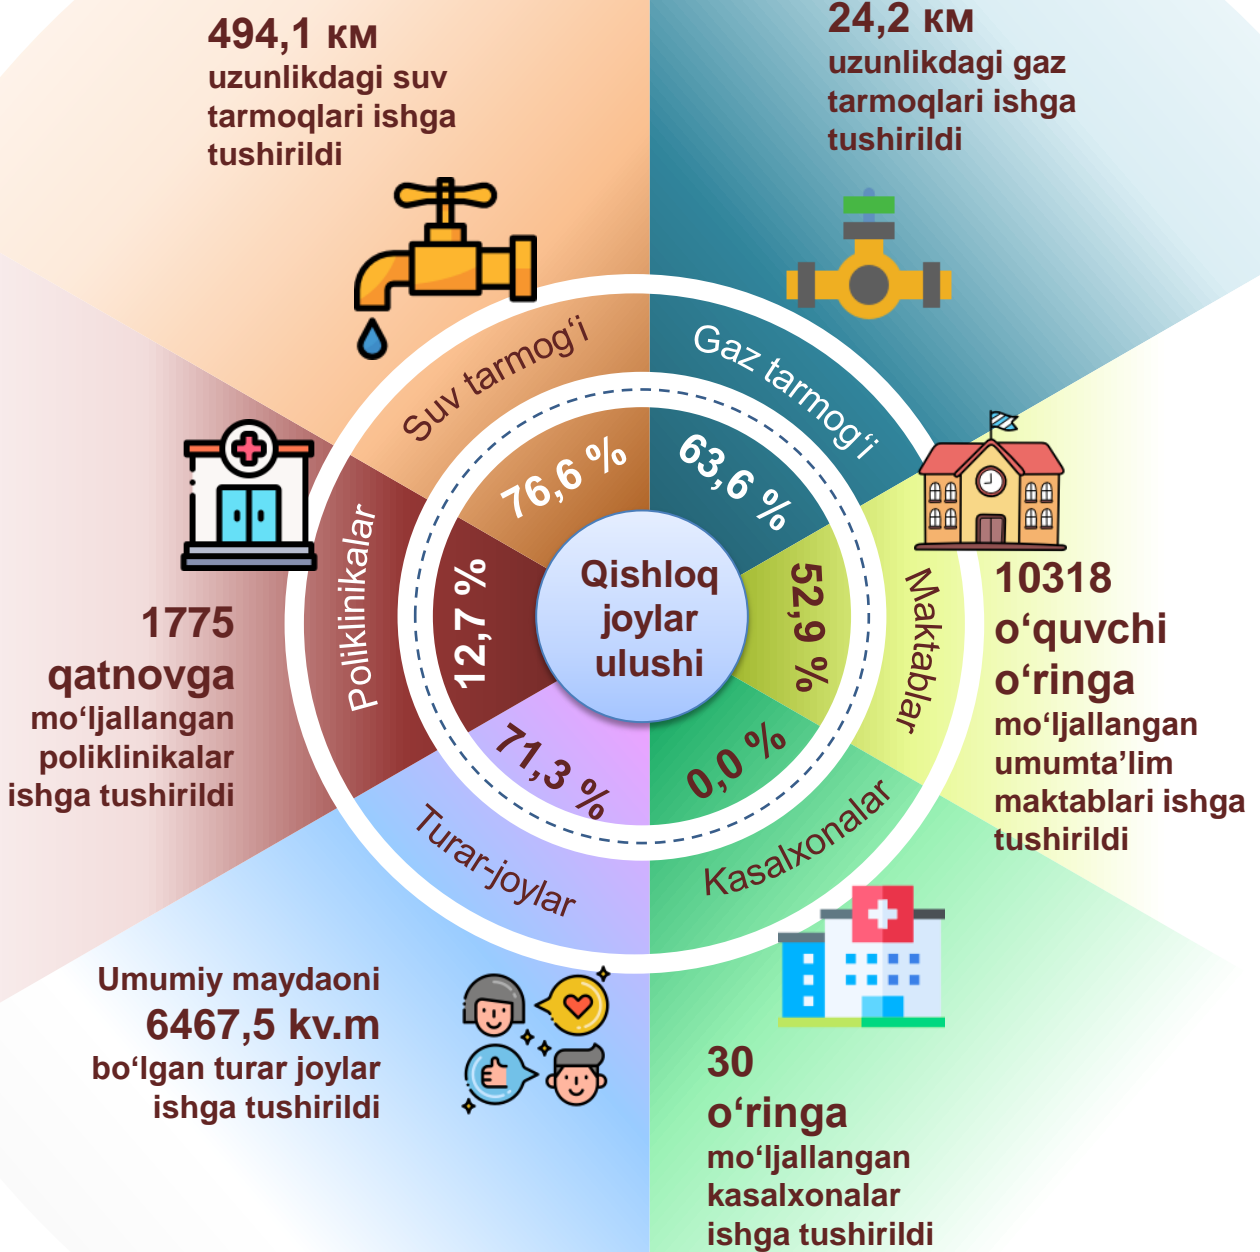 494,1 км
uzunlikdagi suv
tarmoqlari ishga
tushirildi
24,2 км
uzunlikdagi gaz
tarmoqlari ishga
tushirildi
Suv tarmog‘i
76,6 %
Gaz tarmog‘i
63,6 %
Poliklinikalar
12,7 %
Qishloq
joylar
ulushi
52,9 %
Maktablar
1775
qatnovga
mo‘ljallangan
poliklinikalar
ishga tushirildi
10318
o‘quvchi
o‘ringa
mo‘ljallangan
umumta’lim
maktablari ishga
tushirildi
71,3 %
Turar-joylar
0,0 %
Kasalxonalar
Umumiy maydaoni
6467,5 kv.m
bo‘lgan turar joylar
ishga tushirildi
30
o‘ringa
mo‘ljallangan
kasalxonalar
ishga tushirildi